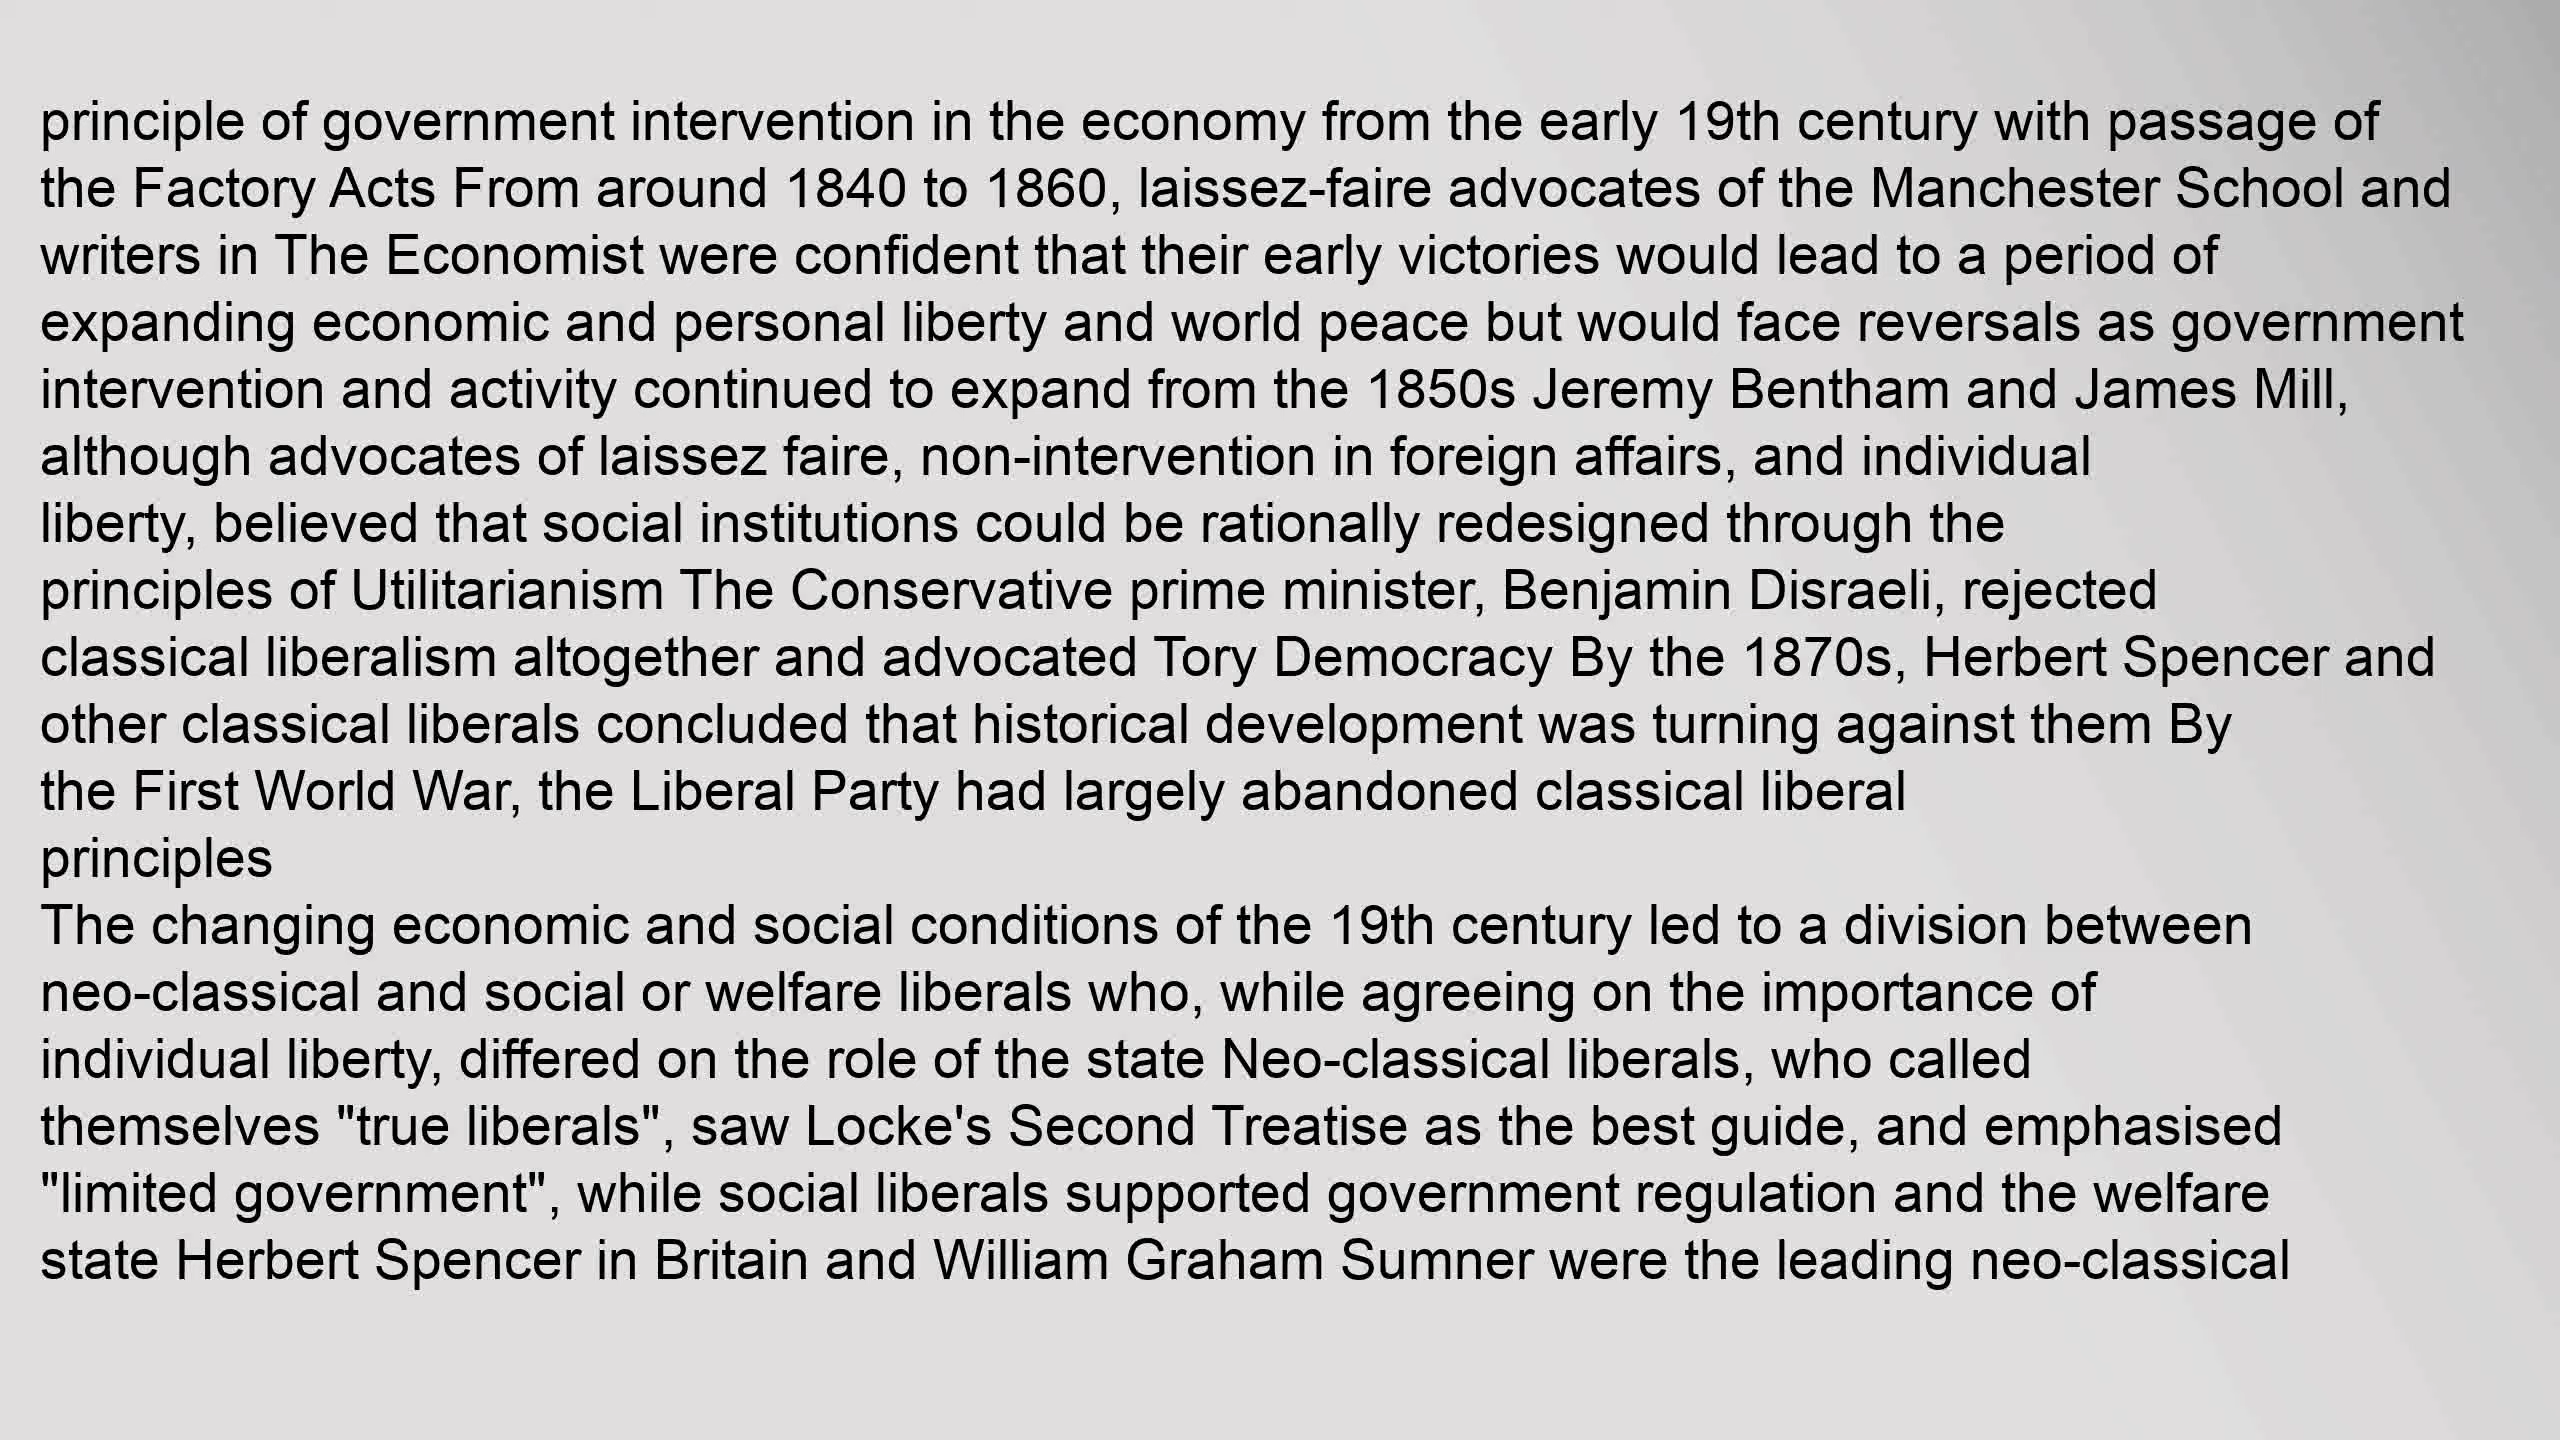 principle of government intervention in the economy from the early 19th century with passage of
the Factory Acts From around 1840 to 1860, laissez-faire advocates of the Manchester School and
writers in The Economist were confident that their early victories would lead to a period of
expanding economic and personal liberty and world peace but would face reversals as government
intervention and activity continued to expand from the 1850s Jeremy Bentham and James Mill,
although advocates of laissez faire, non-intervention in foreign affairs, and individual
liberty, believed that social institutions could be rationally redesigned through the
principles of Utilitarianism The Conservative prime minister, Benjamin Disraeli, rejected
classical liberalism altogether and advocated Tory Democracy By the 1870s, Herbert Spencer and
other classical liberals concluded that historical development was turning against them By
the First World War, the Liberal Party had largely abandoned classical liberal
principles
The changing economic and social conditions of the 19th century led to a division between
neo-classical and social or welfare liberals who, while agreeing on the importance of
individual liberty, differed on the role of the state Neo-classical liberals, who called
themselves "true liberals", saw Locke's Second Treatise as the best guide, and emphasised
"limited government", while social liberals supported government regulation and the welfare
state Herbert Spencer in Britain and William Graham Sumner were the leading neo-classical